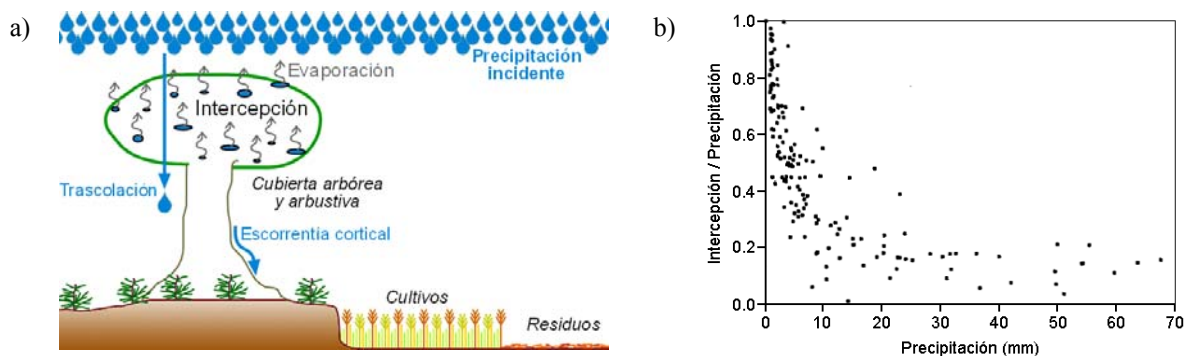 a)
Precipitación
incidente
Evaporación
Intercepción
Trascolación
Cubierta arbórea
y arbustiva
Escorrentía cortical
Cultivos
Residuos
b)
Intercepción / Precipitación
1.0
0.8
0.6
0.4
0.2
0.0
0 10 20 30 40 50 60 70
Precipitación (mm)